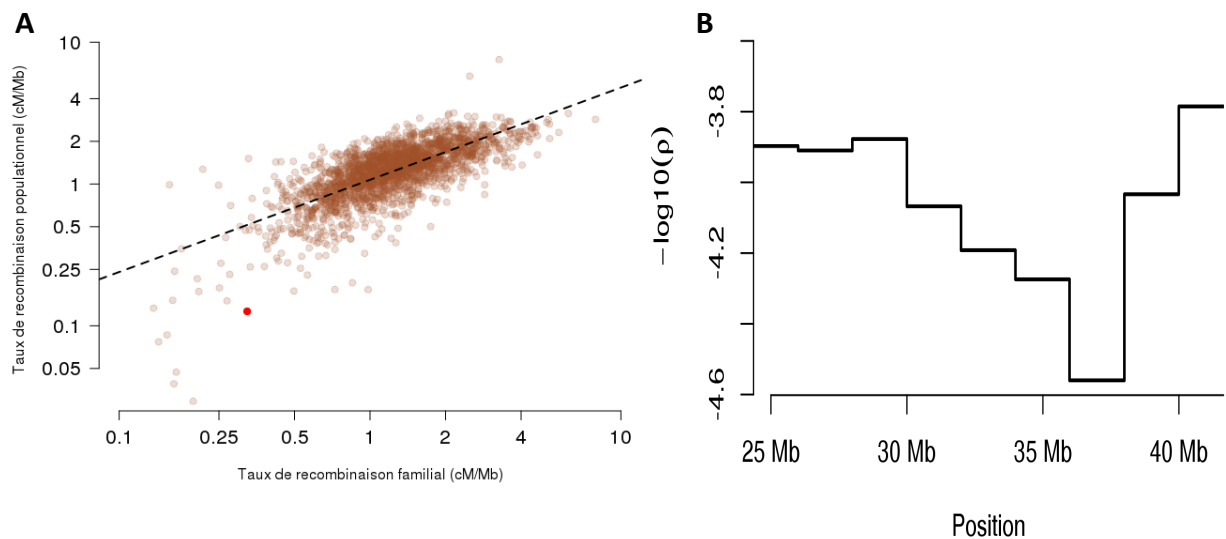 A
Taux de recombinaison populationnel (cM/Mb)
10
4
2
1
0.5
0.25
0.1
0.05
0.1 0.25 0.5 1 2 4 10
Taux de recombinaison familial (cM/Mb)
B
−log10(ρ)
-3.8
-4.2
-4.6
25 Mb 30 Mb 35 Mb 40 Mb
Position